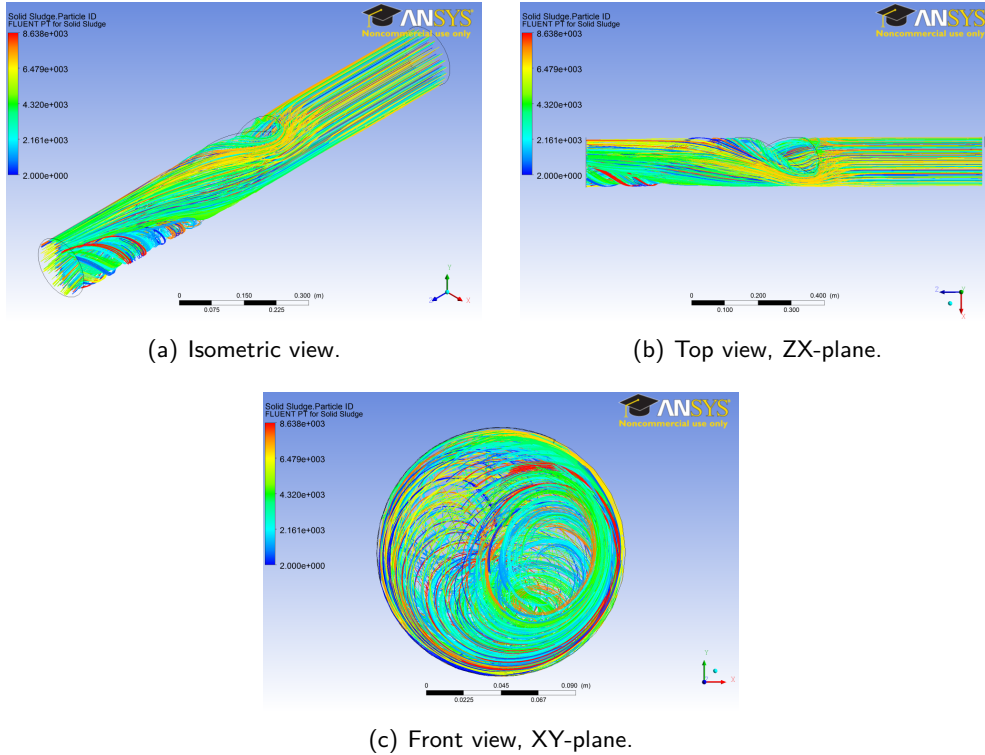 Solid Sludge.Particle ID
FLUENT PT for Solid Sludge
8.638e+003
6.479e+003
4.320e+003
2.161e+003
2.000e+000
ANSYS
Noncommercial use only
0 0.150 0.300 (m)
0.075 0.225
Y
Z X
(a) Isometric view.
Solid Sludge.Particle ID
FLUENT PT for Solid Sludge
8.638e+003
6.479e+003
4.320e+003
2.161e+003
2.000e+000
ANSYS
Noncommercial use only
0 0.200 0.400 (m)
0.100 0.300
Z
X
(b) Top view, ZX-plane.
Solid Sludge.Particle ID
FLUENT PT for Solid Sludge
8.638e+003
6.479e+003
4.320e+003
2.161e+003
2.000e+000
ANSYS
Noncommercial use only
0 0.045 0.090 (m)
0.0225 0.067
Y
X
(c) Front view, XY-plane.